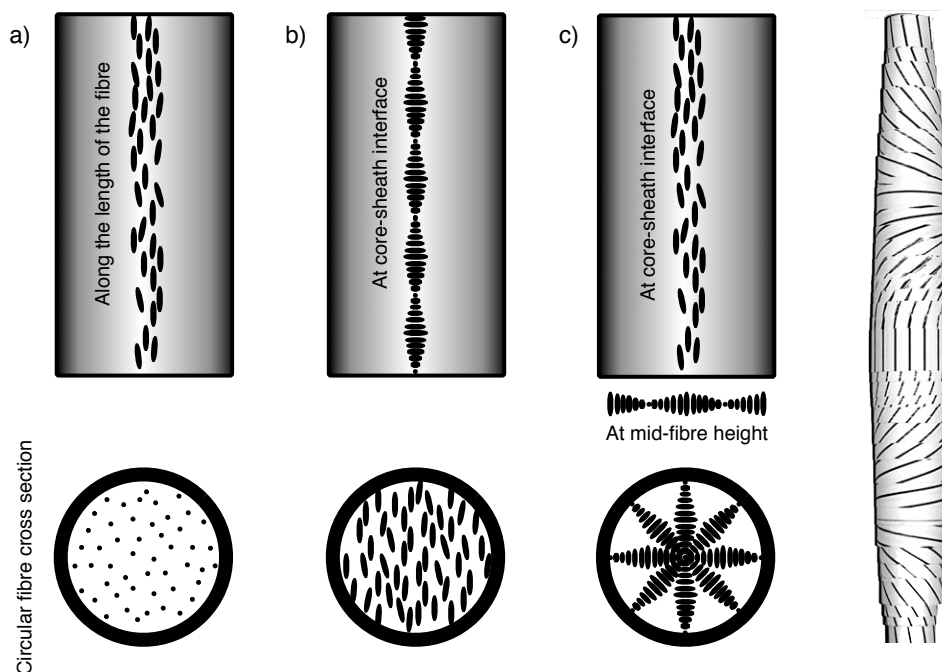 a)
b)
c)
Along the length of the fibre
At core-sheath interface
At core-sheath interface
At mid-fibre height
Circular fibre cross section